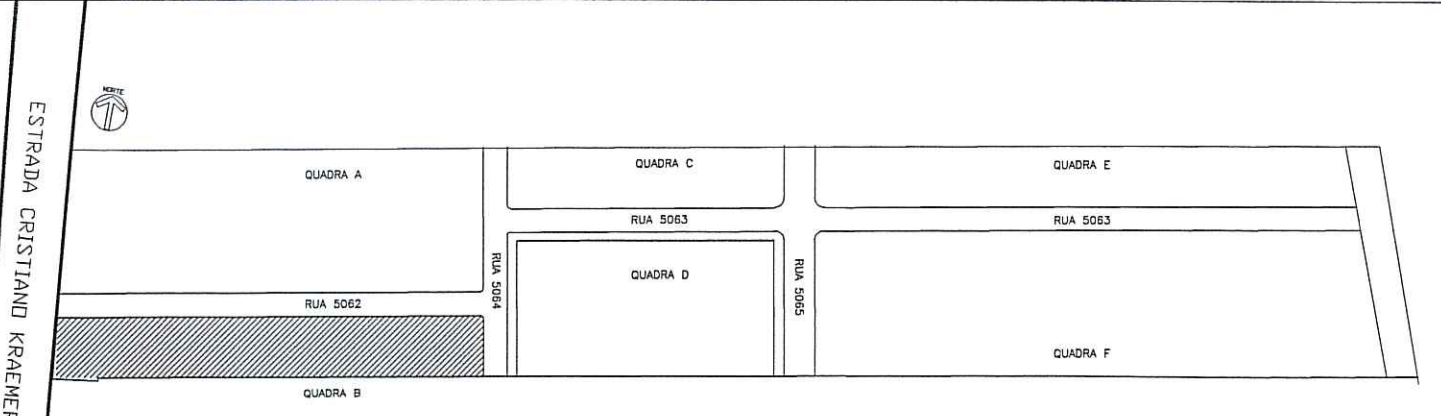 NORTE
ESTRADA CRISTIANO KRAEMER
QUADRA A
QUADRA C
QUADRA E
RUA 5063
RUA 5063
RUA 5064
QUADRA D
RUA 5065
RUA 5062
QUADRA F
QUADRA B